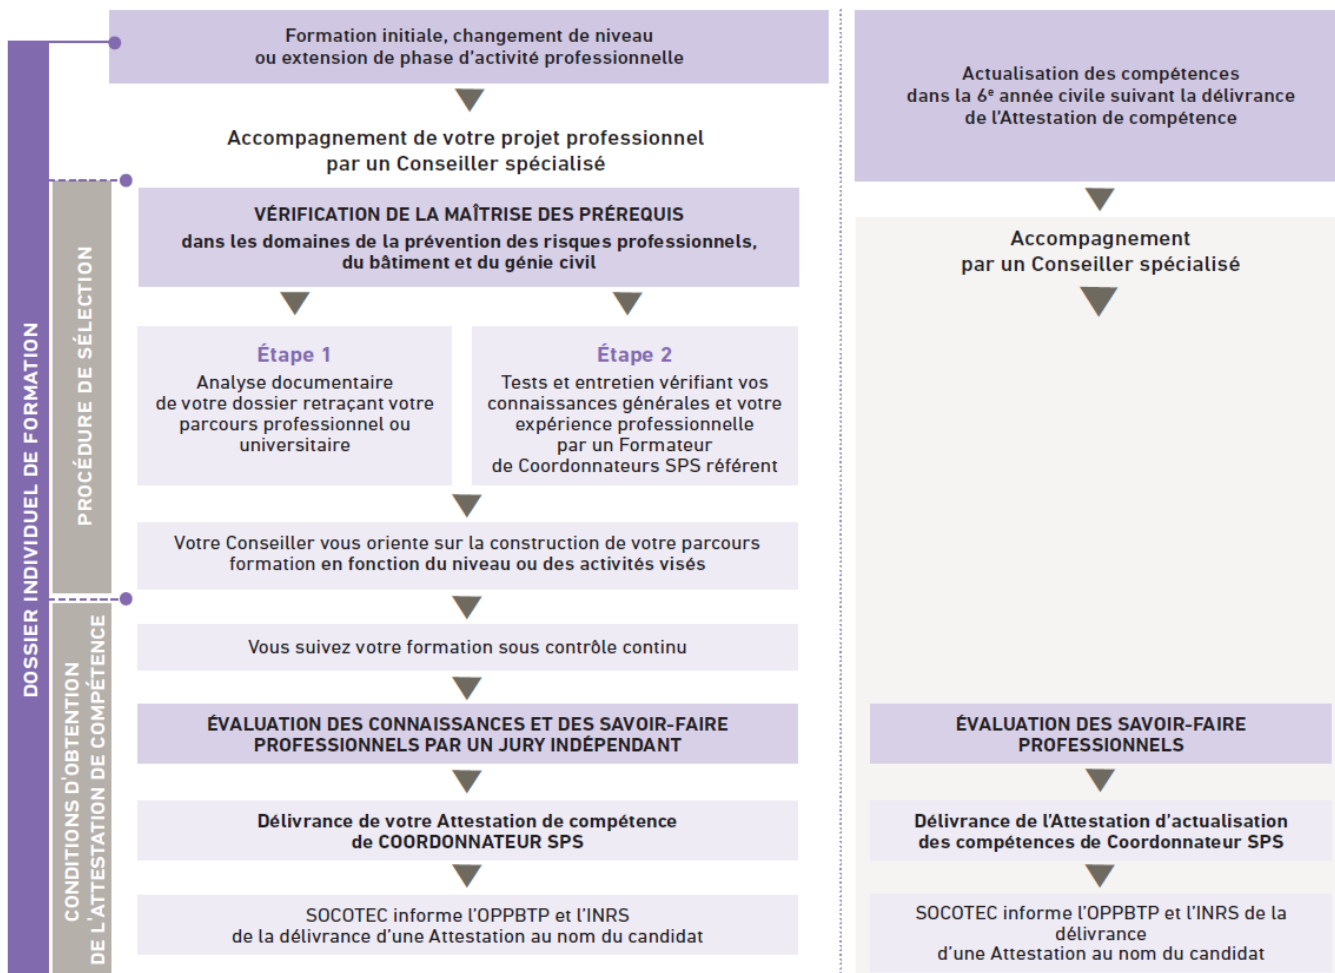 Formation initiale, changement de niveau
ou extension de phase d'activité professionnelle
Accompagnement de votre projet professionnel
par un Conseiller spécialisé
DOSSIER INDIVIDUEL DE FORMATION
PROCÉDURE DE SÉLECTION
VÉRIFICATION DE LA MAÎTRISE DES PRÉREQUIS
dans les domaines de la prévention des risques professionnels,
du bâtiment et du génie civil
Étape 1
Analyse documentaire
de votre dossier retraçant votre
parcours professionnel ou
universitaire
Étape 2
Tests et entretien vérifiant vos
connaissances générales et votre
expérience professionnelle
par un Formateur
de Coordonnateurs SPS référent
Votre Conseiller vous oriente sur la construction de votre parcours
formation en fonction du niveau ou des activités visés
CONDITIONS D'OBTENTION
DE L'ATTESTATION DE COMPÉTENCE
Vous suivez votre formation sous contrôle continu
ÉVALUATION DES CONNAISSANCES ET DES SAVOIR-FAIRE
PROFESSIONNELS PAR UN JURY INDÉPENDANT
Délivrance de votre Attestation de compétence
de COORDONNATEUR SPS
SOCOTEC informe l'OPPBTP et l'INRS
de la délivrance d'une Attestation au nom du candidat
Actualisation des compétences
dans la 6e année civile suivant la délivrance
de l'Attestation de compétence
Accompagnement
par un Conseiller spécialisé
ÉVALUATION DES SAVOIR-FAIRE
PROFESSIONNELS
Délivrance de l'Attestation d'actualisation
des compétences de Coordonnateur SPS
SOCOTEC informe l'OPPBTP et l'INRS de la
délivrance
d'une Attestation au nom du candidat